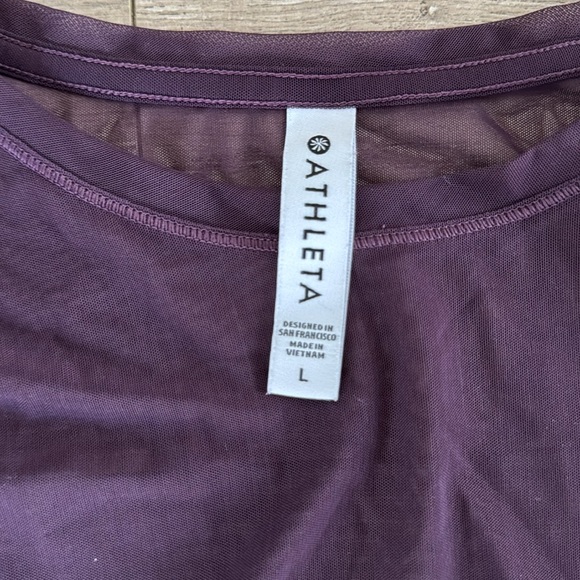 ATHLETA
DESIGNED IN
SAN FRANCISCO
MADE IN
VIETNAM
L